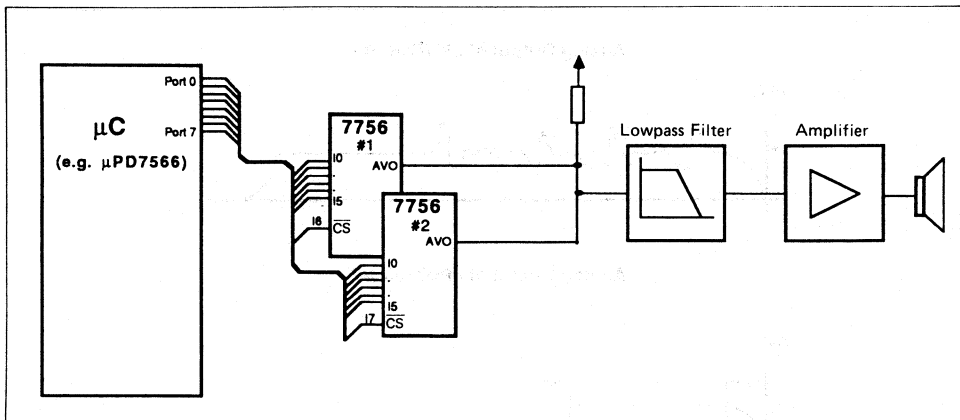 Port 0
μC
Port 7
(e.g. μPD7566)
7756
#1
I0
AVO
.
.
I5
I6
CS
7756
#2
AVO
I0
.
.
I5
I7
CS
Lowpass Filter
Amplifier